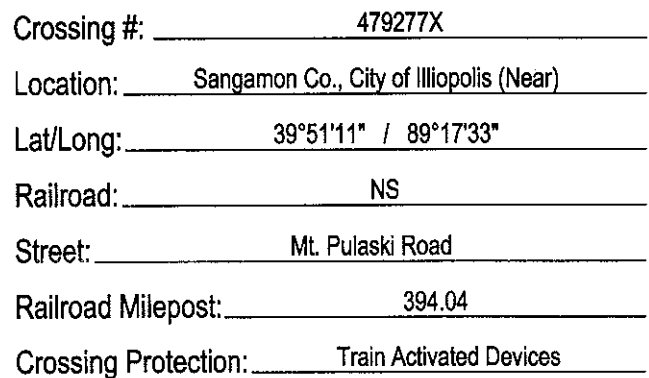 Crossing #: 479277X
Location: Sangamon Co., City of Illiopolis (Near)
Lat/Long: 39°51'11" / 89°17'33"
Railroad: NS
Street: Mt. Pulaski Road
Railroad Milepost: 394.04
Crossing Protection: Train Activated Devices